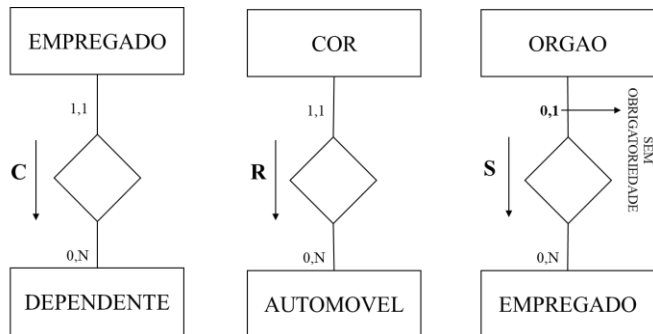 EMPREGADO
1,1
C
0,N
DEPENDENTE
COR
1,1
R
0,N
AUTOMOVEL
ORGAO
0,1
SEM
OBRIGATORIEDADE
S
0,N
EMPREGADO